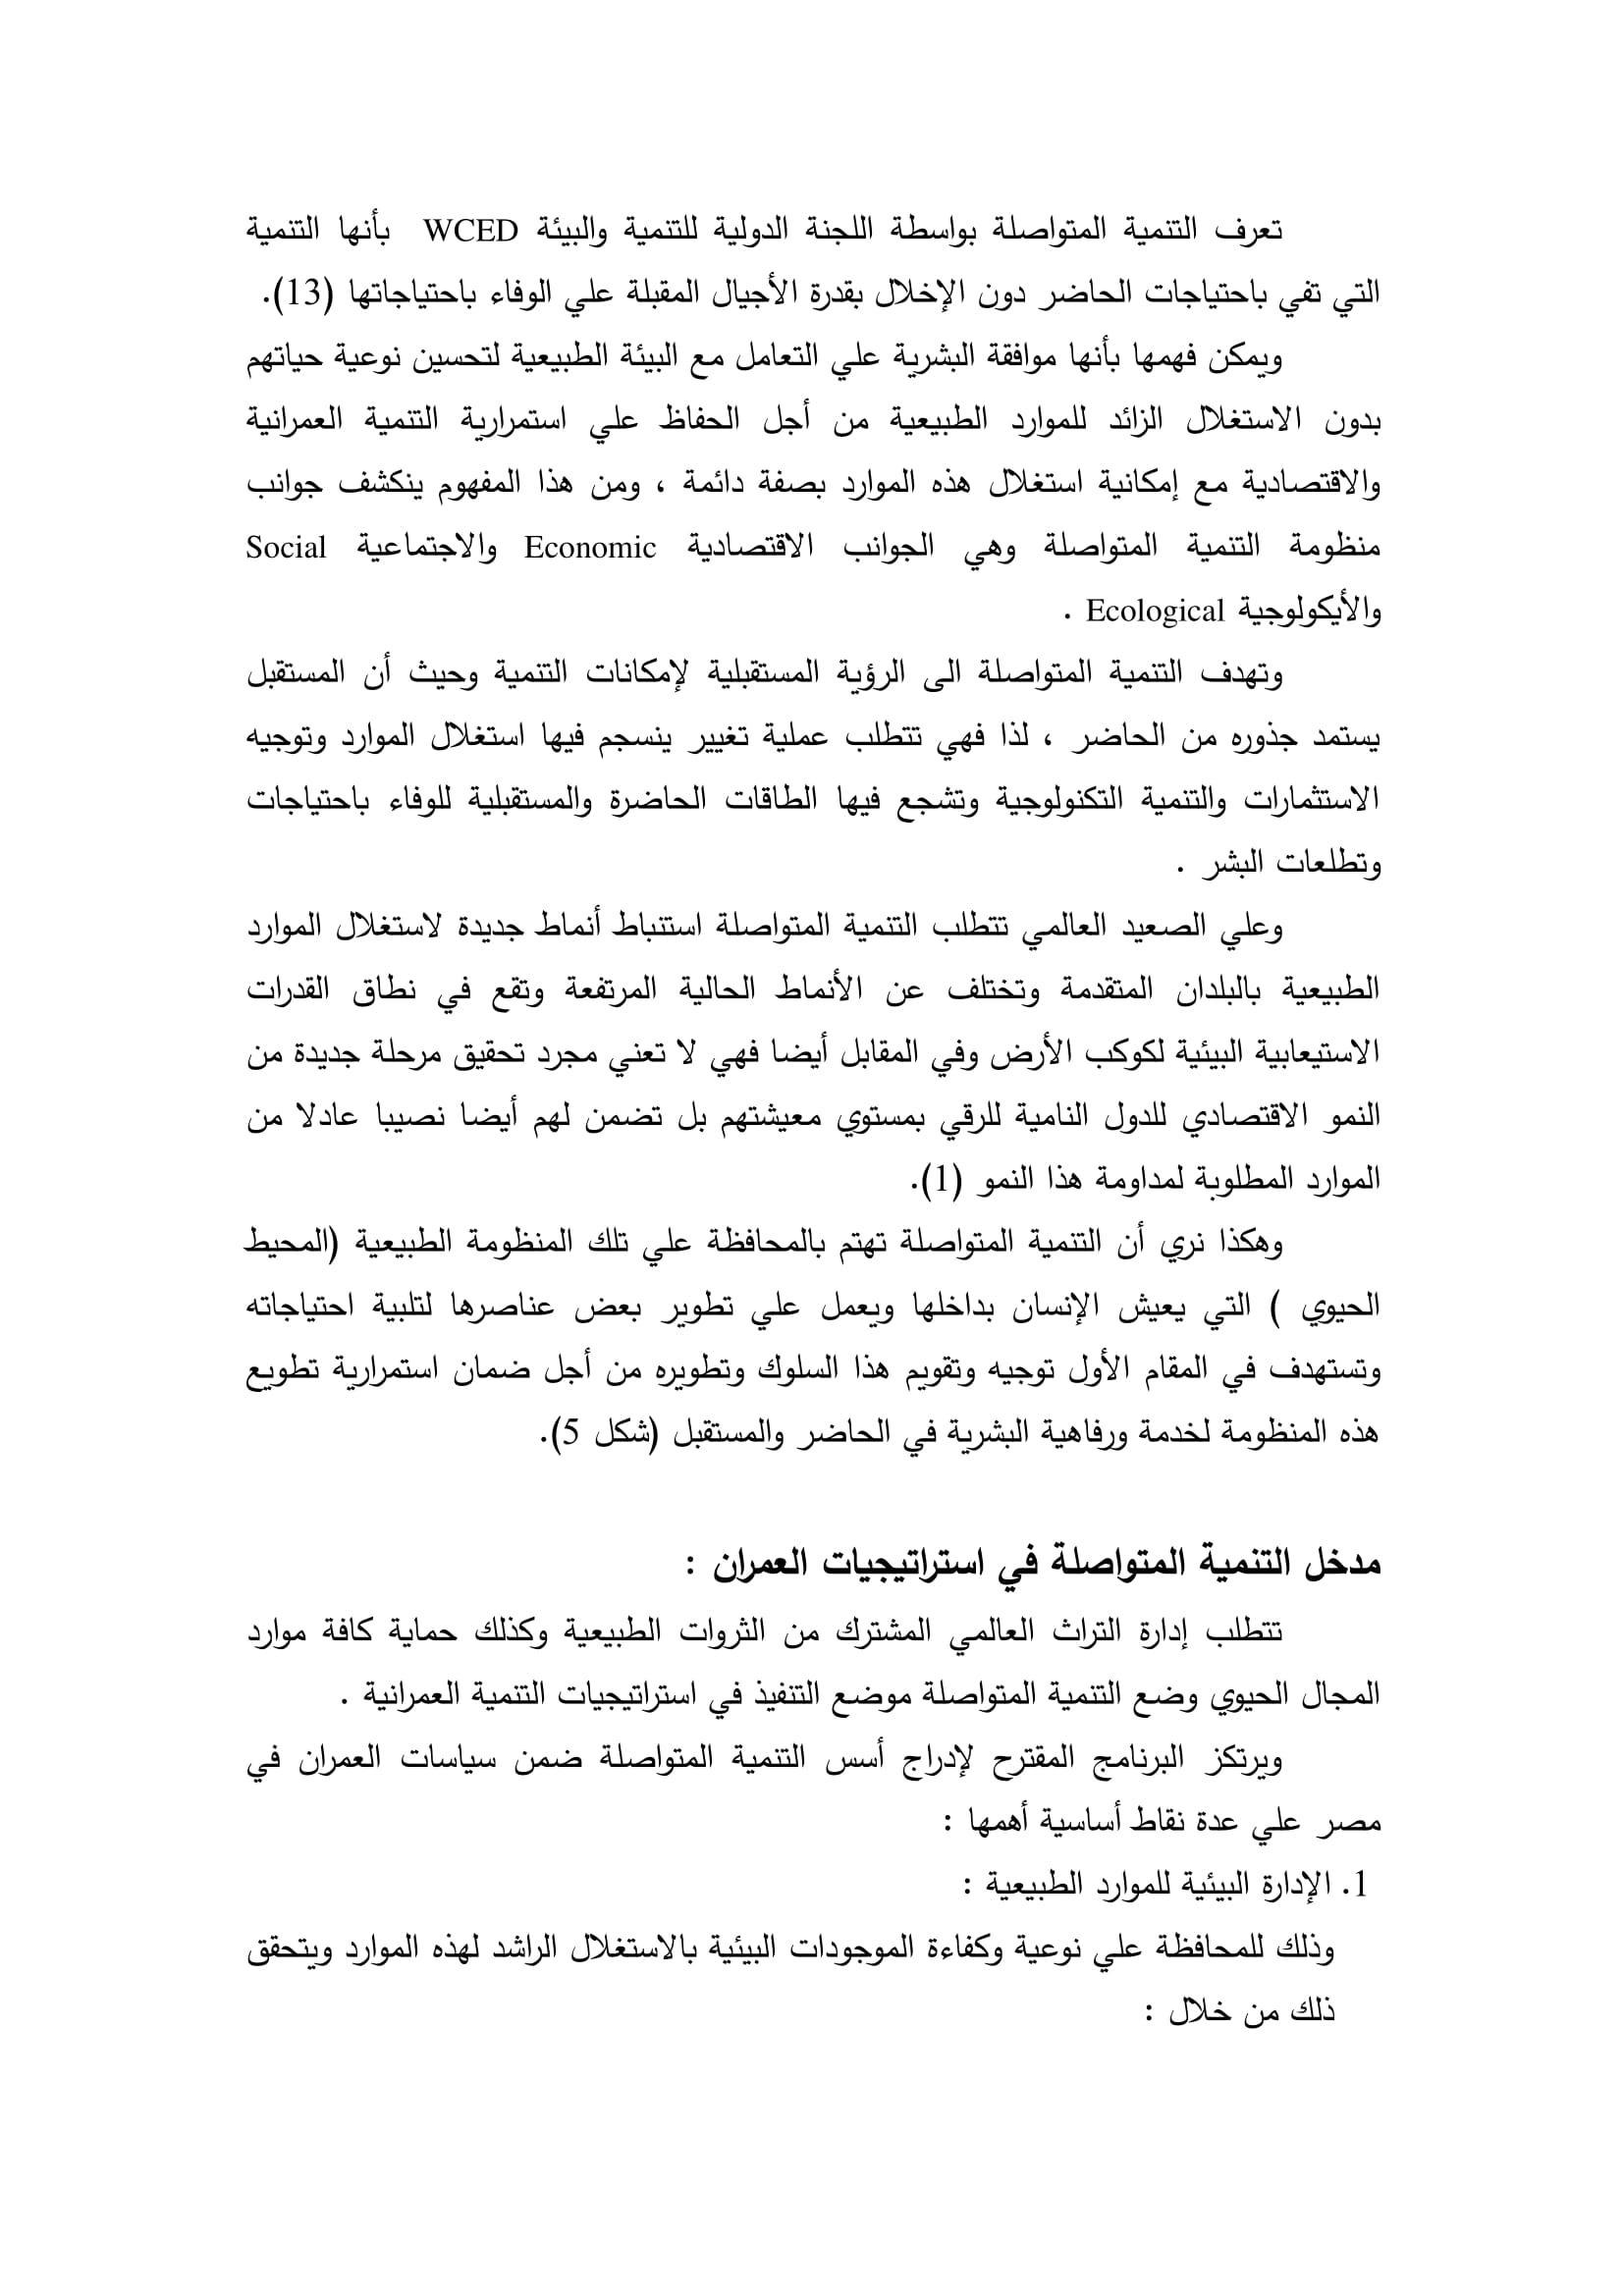 تعرف التنمية المتواصلة بواسطة اللجنة الدولية للتنمية والبيئة WCED بأنها التنمية
التي تفي باحتياجات الحاضر دون الإخلال بقدرة الأجيال المقبلة علي الوفاء باحتياجاتها (13).
ويمكن فهمها بأنها موافقة البشرية علي التعامل مع البيئة الطبيعية لتحسين نوعية حياتهم
بدون الاستغلال الزائد للموارد الطبيعية من أجل الحفاظ علي استمرارية التنمية العمرانية
والاقتصادية مع إمكانية استغلال هذه الموارد بصفة دائمة ، ومن هذا المفهوم ينكشف جوانب
منظومة التنمية المتواصلة وهي الجوانب الاقتصادية Economic والاجتماعية Social
والأيكولوجية Ecological .
وتهدف التنمية المتواصلة الى الرؤية المستقبلية لإمكانات التنمية وحيث أن المستقبل
يستمد جذوره من الحاضر ، لذا فهي تتطلب عملية تغيير ينسجم فيها استغلال الموارد وتوجيه
الاستثمارات والتنمية التكنولوجية وتشجع فيها الطاقات الحاضرة والمستقبلية للوفاء باحتياجات
وتطلعات البشر .
وعلي الصعيد العالمي تتطلب التنمية المتواصلة استنباط أنماط جديدة لاستغلال الموارد
الطبيعية بالبلدان المتقدمة وتختلف عن الأنماط الحالية المرتفعة وتقع في نطاق القدرات
الاستيعابية البيئية لكوكب الأرض وفي المقابل أيضا فهي لا تعني مجرد تحقيق مرحلة جديدة من
النمو الاقتصادي للدول النامية للرقي بمستوي معيشتهم بل تضمن لهم أيضا نصيبا عادلا من
الموارد المطلوبة لمداومة هذا النمو (1).
وهكذا نري أن التنمية المتواصلة تهتم بالمحافظة علي تلك المنظومة الطبيعية (المحيط
الحيوي ) التي يعيش الإنسان بداخلها ويعمل علي تطوير بعض عناصرها لتلبية احتياجاته
وتستهدف في المقام الأول توجيه وتقويم هذا السلوك وتطويره من أجل ضمان استمرارية تطويع
هذه المنظومة لخدمة ورفاهية البشرية في الحاضر والمستقبل (شكل 5).
مدخل التنمية المتواصلة في استراتيجيات العمران :
تتطلب إدارة التراث العالمي المشترك من الثروات الطبيعية وكذلك حماية كافة موارد
المجال الحيوي وضع التنمية المتواصلة موضع التنفيذ في استراتيجيات التنمية العمرانية .
ويرتكز البرنامج المقترح لإدراج أسس التنمية المتواصلة ضمن سياسات العمران في
مصر علي عدة نقاط أساسية أهمها :
1. الإدارة البيئية للموارد الطبيعية :
وذلك للمحافظة علي نوعية وكفاءة الموجودات البيئية بالاستغلال الراشد لهذه الموارد ويتحقق
ذلك من خلال :